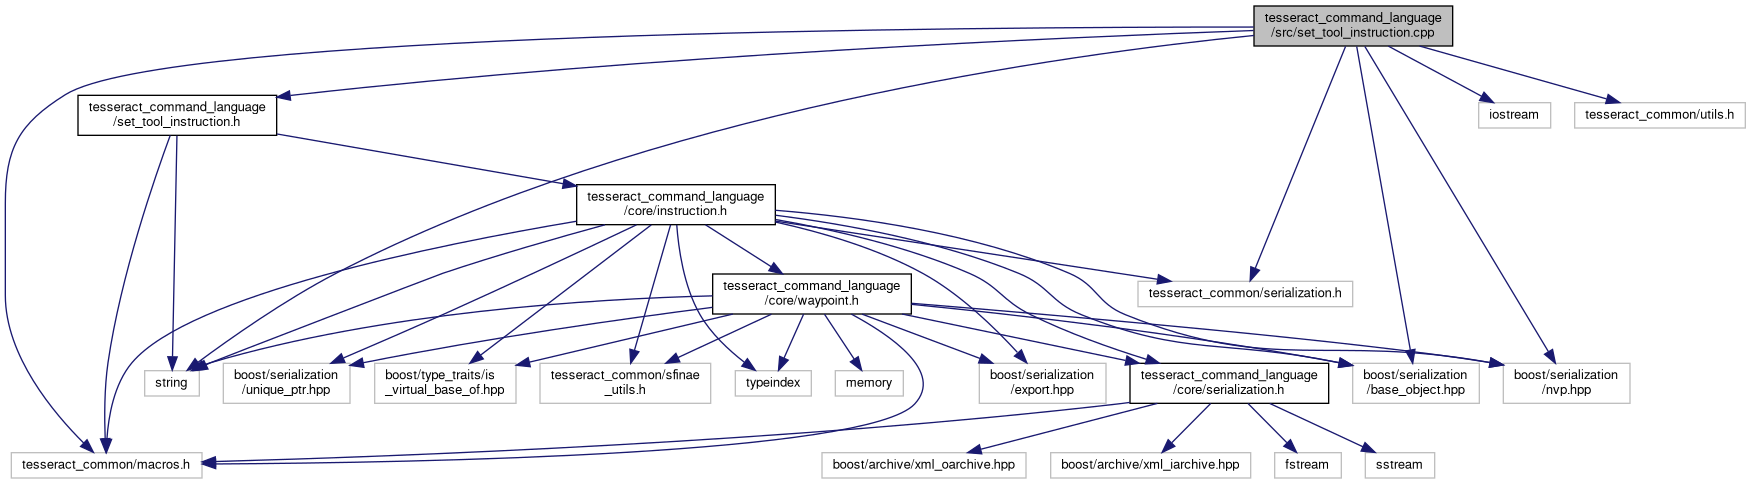 tesseract_command_language
/src/set_tool_instruction.cpp
tesseract_command_language
/set_tool_instruction.h
iostream
tesseract_common/utils.h
tesseract_command_language
/core/instruction.h
tesseract_command_language
/core/waypoint.h
tesseract_common/serialization.h
string
boost/serialization
/unique_ptr.hpp
boost/type_traits/is
_virtual_base_of.hpp
tesseract_common/sfinae
_utils.h
typeindex
memory
boost/serialization
/export.hpp
tesseract_command_language
/core/serialization.h
boost/serialization
/base_object.hpp
boost/serialization
/nvp.hpp
tesseract_common/macros.h
boost/archive/xml_oarchive.hpp
boost/archive/xml_iarchive.hpp
fstream
sstream